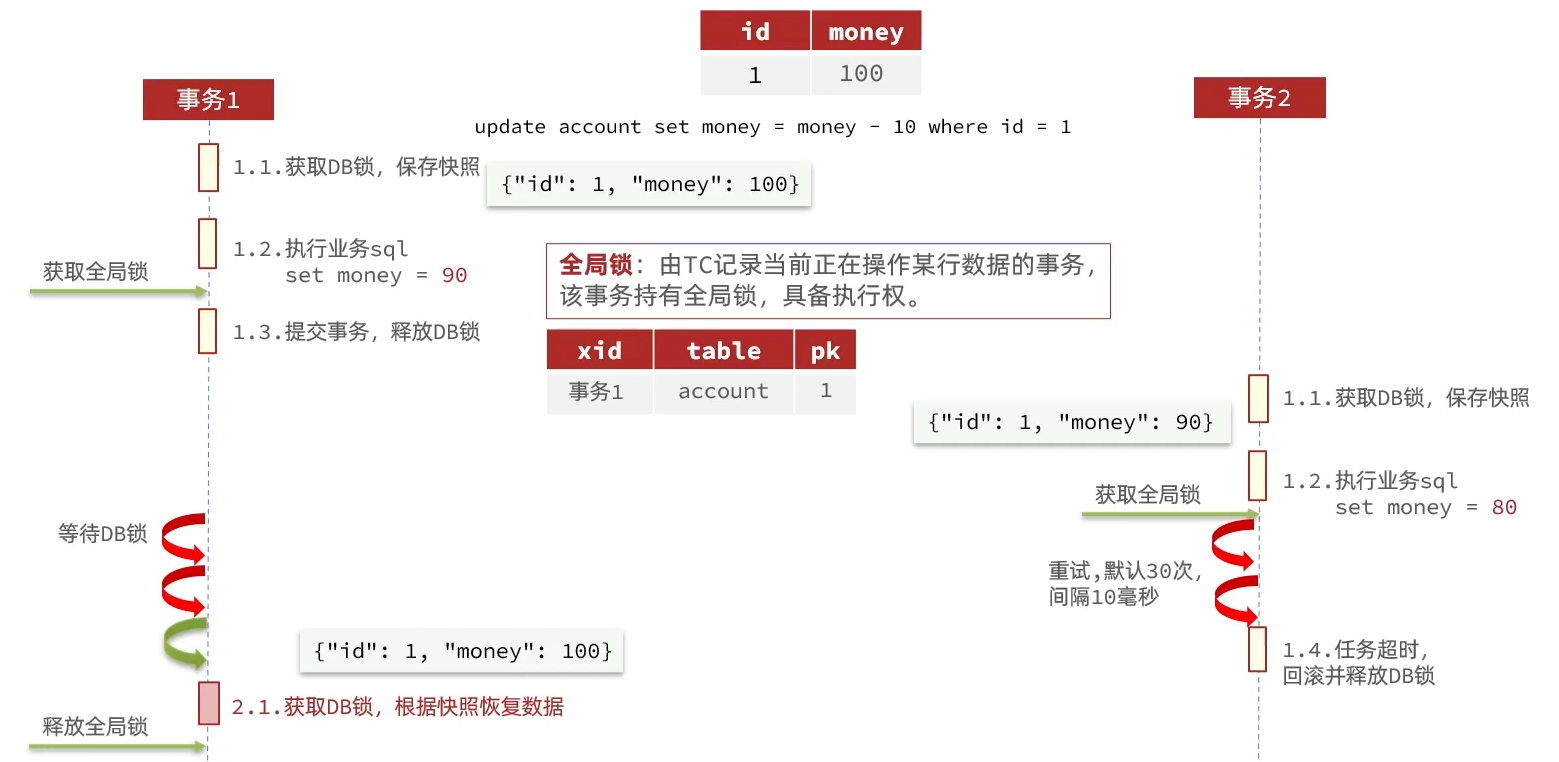 id money
1 100
事务1
事务2
update account set money = money - 10 where id = 1
1.1.获取DB锁，保存快照
{"id": 1, "money": 100}
1.2.执行业务sql
set money = 90
获取全局锁
1.3.提交事务，释放DB锁
全局锁：由TC记录当前正在操作某行数据的事务，
该事务持有全局锁，具备执行权。
xid table pk
事务1 account 1
1.1.获取DB锁，保存快照
{"id": 1, "money": 90}
1.2.执行业务sql
set money = 80
获取全局锁
等待DB锁
重试,默认30次，
间隔10毫秒
1.4.任务超时，
回滚并释放DB锁
{"id": 1, "money": 100}
2.1.获取DB锁，根据快照恢复数据
释放全局锁